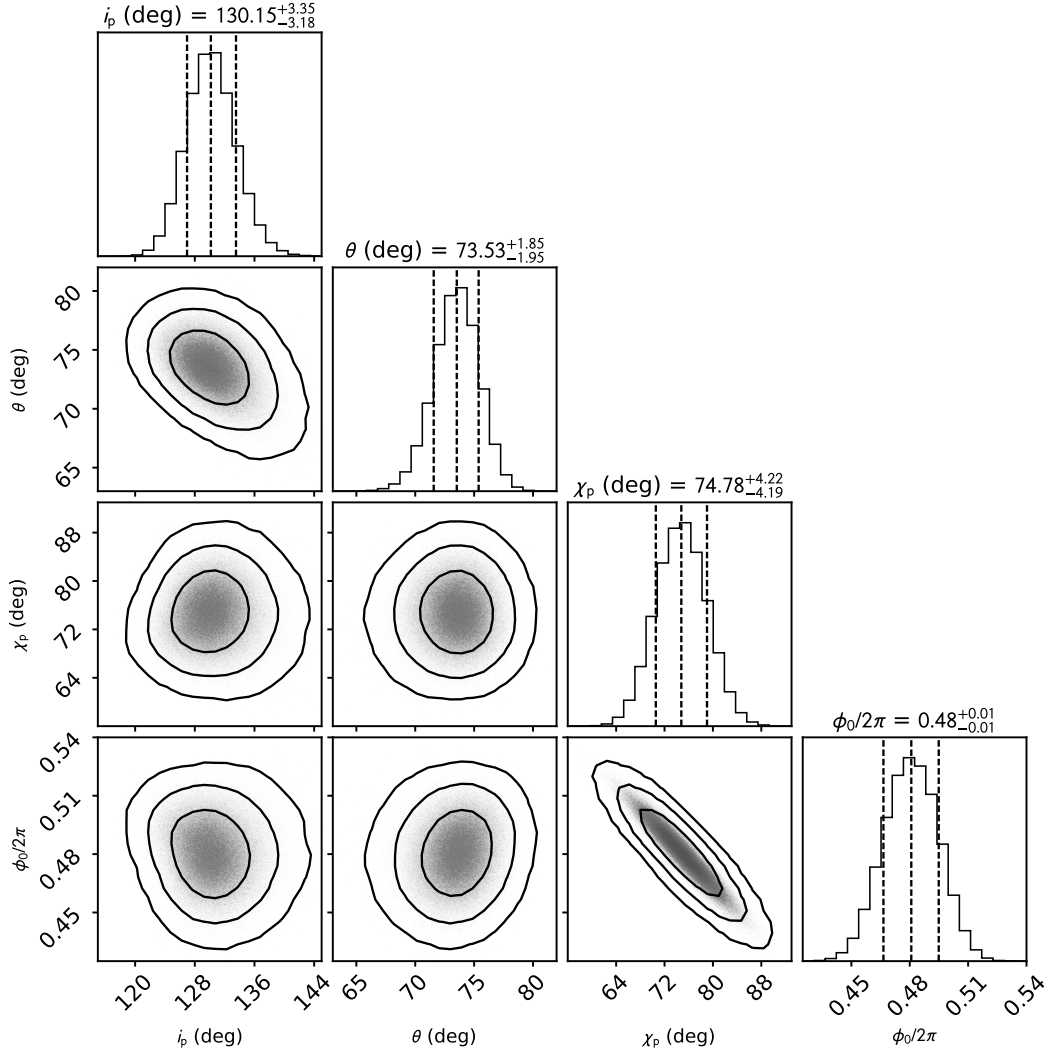 i_p (deg) = 130.15^{+3.35}_{-3.18}
θ (deg) = 73.53^{+1.85}_{-1.95}
80
75
70
65
θ (deg)
χ_p (deg) = 74.78^{+4.22}_{-4.19}
88
80
72
64
χ_p (deg)
ϕ_0/2π = 0.48^{+0.01}_{-0.01}
0.54
0.51
0.48
0.45
ϕ_0/2π
120 128 136 144 65 70 75 80 64 72 80 88 0.45 0.48 0.51 0.54
i_p (deg) θ (deg) χ_p (deg) ϕ_0/2π